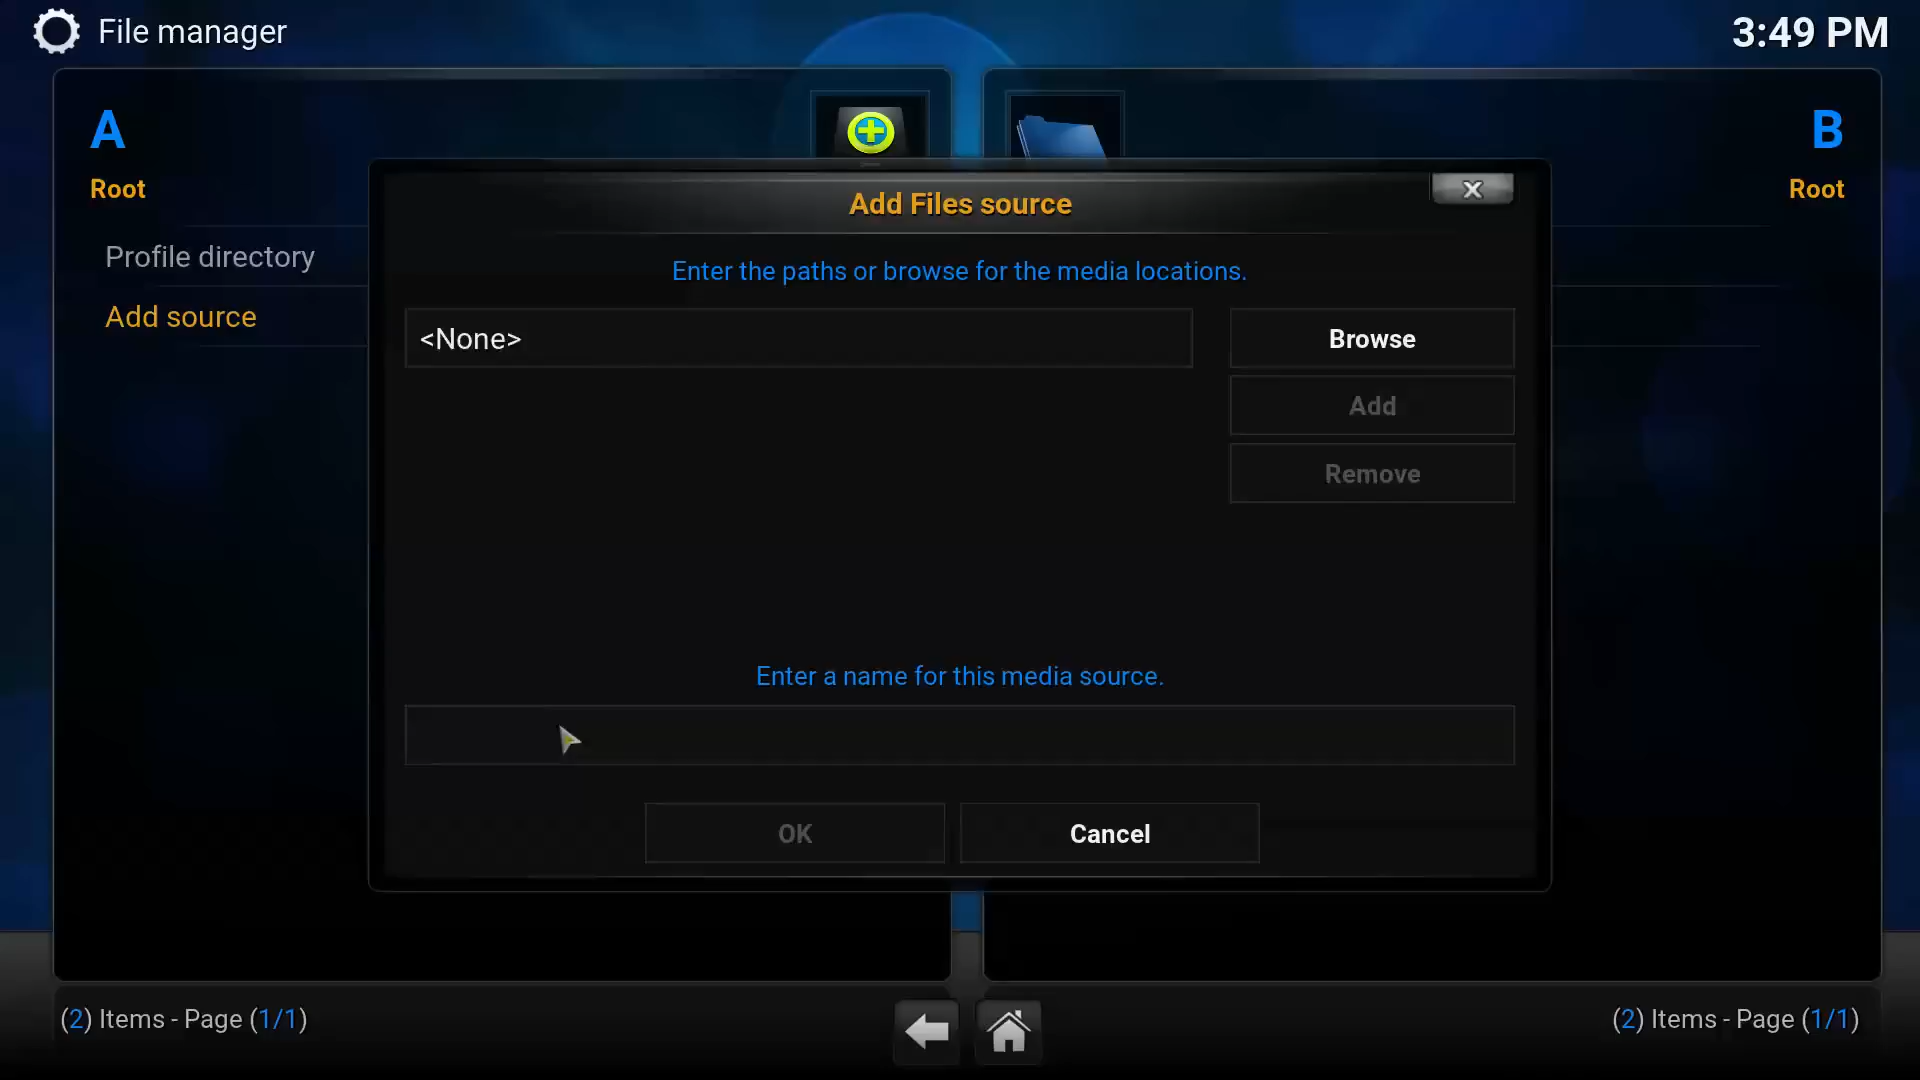 File manager
3:49 PM
A
B
Root
Root
Add Files source
Profile directory
Enter the paths or browse for the media locations.
Add source
<None>
Browse
Add
Remove
Enter a name for this media source.
OK
Cancel
(2) Items - Page (1/1)
(2) Items - Page (1/1)